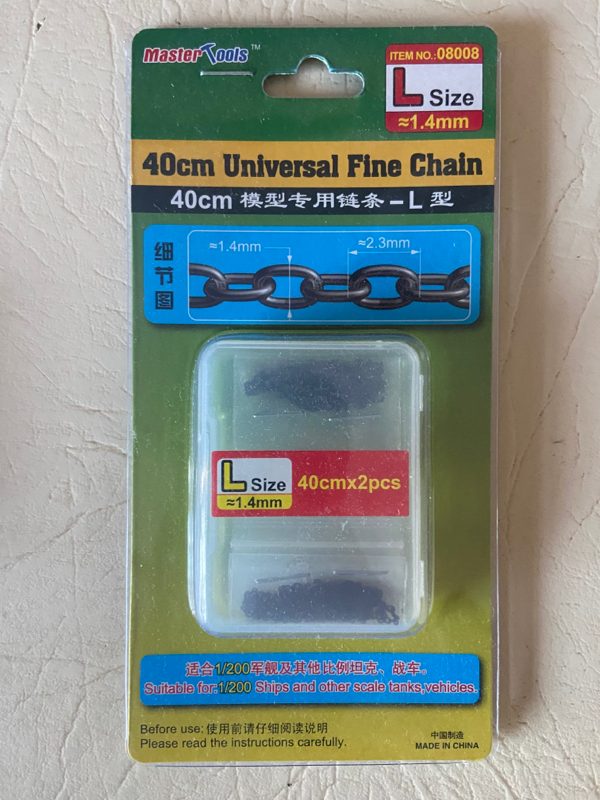 MasterTools™
ITEM NO.:08008
L Size
≈1.4mm
40cm Universal Fine Chain
40cm 模型专用链条－L 型
细节图
≈1.4mm
≈2.3mm
L Size
≈1.4mm
40cmx2pcs
适合1/200军舰及其他比例坦克、战车。
Suitable for:1/200 Ships and other scale tanks,vehicles.
Before use: 使用前请仔细阅读说明
Please read the instructions carefully.
中国制造
MADE IN CHINA